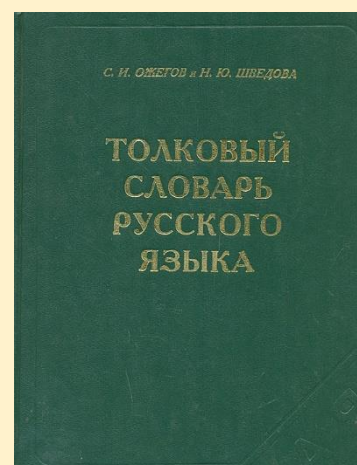 С. И. ОЖЕГОВ и Н. Ю. ШВЕДОВА
ТОЛКОВЫЙ
СЛОВАРЬ
РУССКОГО
ЯЗЫКА